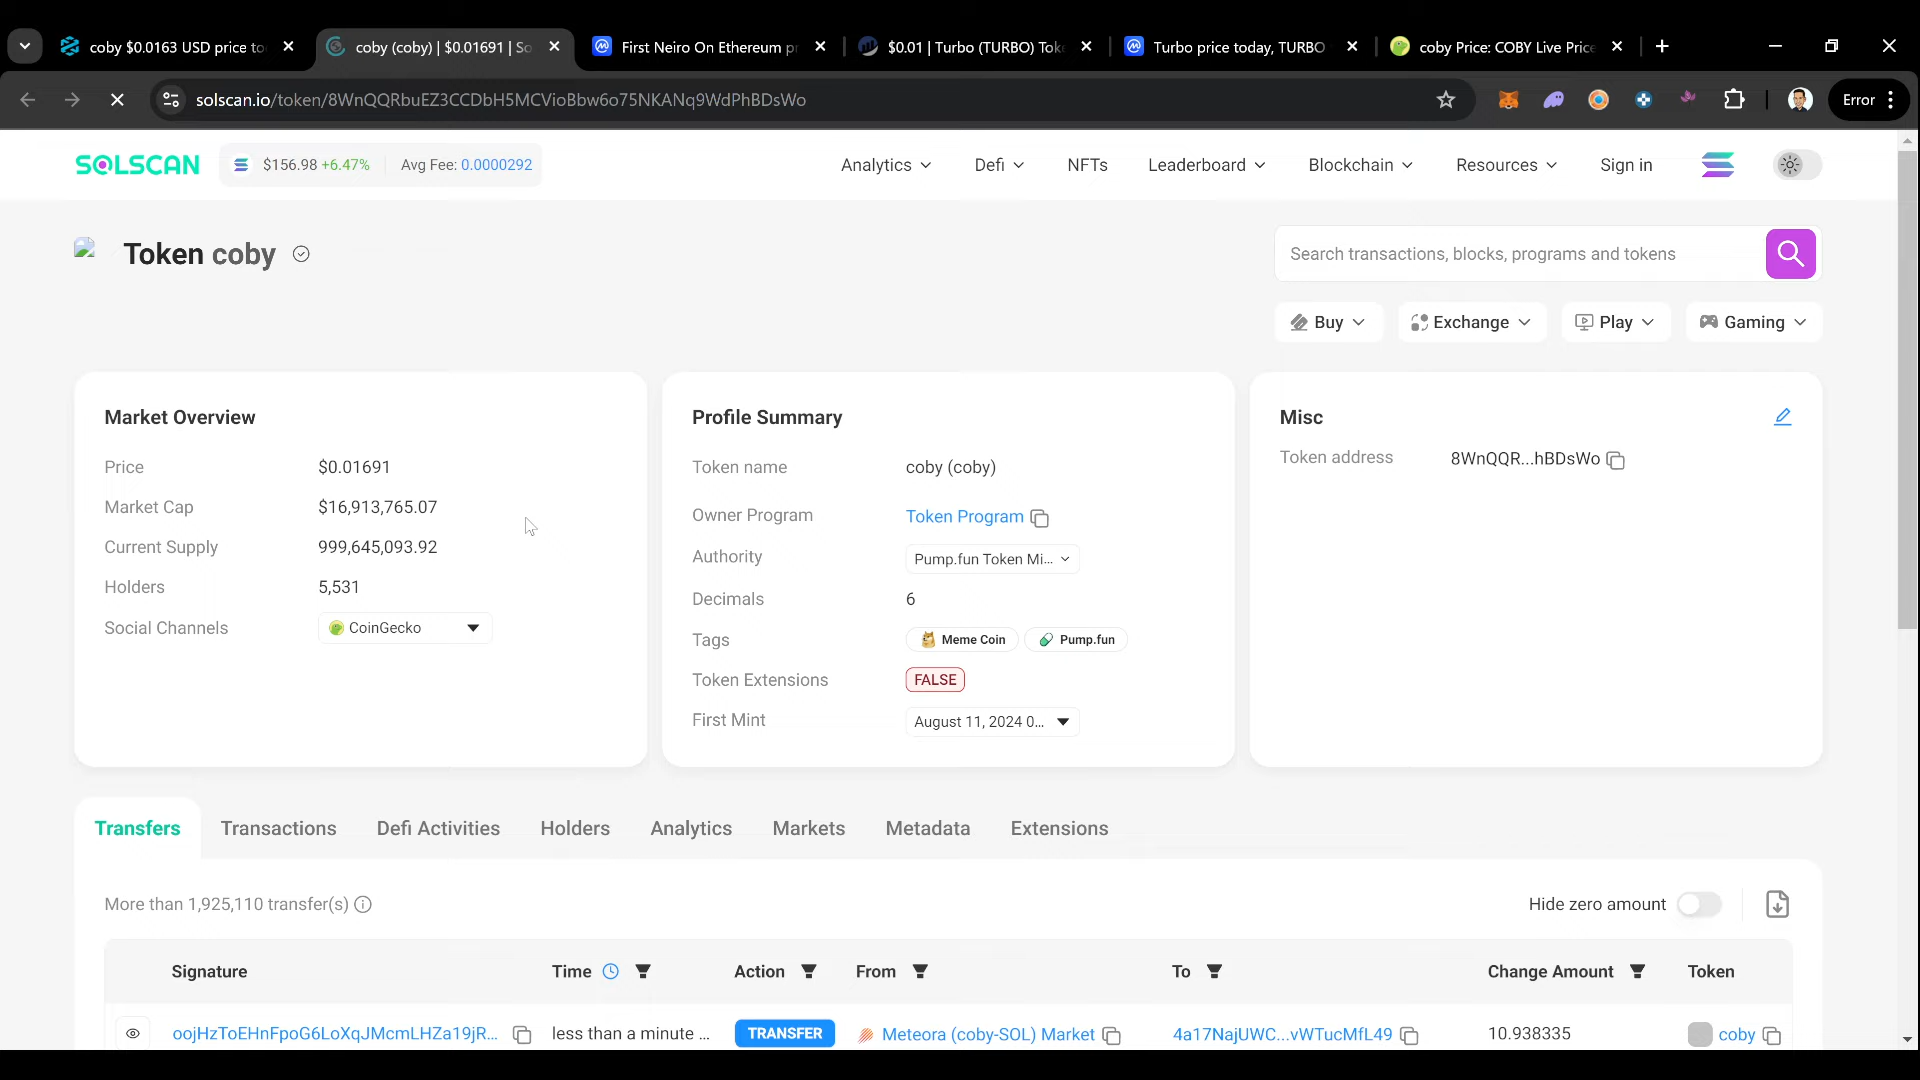 coby $0.0163 USD price to
coby (coby) | $0.01691 | So
First Neiro On Ethereum pr
$0.01 | Turbo (TURBO) Tok
Turbo price today, TURBO
coby Price: COBY Live Price
solscan.io/token/8WnQQRbuEZ3CCDbH5MCVioBbw6o75NKANq9WdPhBDsWo
Error
SOLSCAN
$156.98 +6.47%
Avg Fee: 0.0000292
Analytics
Defi
NFTs
Leaderboard
Blockchain
Resources
Sign in
Token coby
Search transactions, blocks, programs and tokens
Buy
Exchange
Play
Gaming
Market Overview
Price $0.01691
Market Cap $16,913,765.07
Current Supply 999,645,093.92
Holders 5,531
Social Channels CoinGecko
Profile Summary
Token name coby (coby)
Owner Program Token Program
Authority Pump.fun Token Mi...
Decimals 6
Tags Meme Coin Pump.fun
Token Extensions FALSE
First Mint August 11, 2024 0...
Misc
Token address 8WnQQR...hBDsWo
Transfers
Transactions
Defi Activities
Holders
Analytics
Markets
Metadata
Extensions
More than 1,925,110 transfer(s)
Hide zero amount
Signature Time Action From To Change Amount Token
oojHzToEHnFpoG6LoXqJMcmLHZa19jR... less than a minute ... TRANSFER Meteora (coby-SOL) Market 4a17NajUWC...vWTucMfL49 10.938335 coby